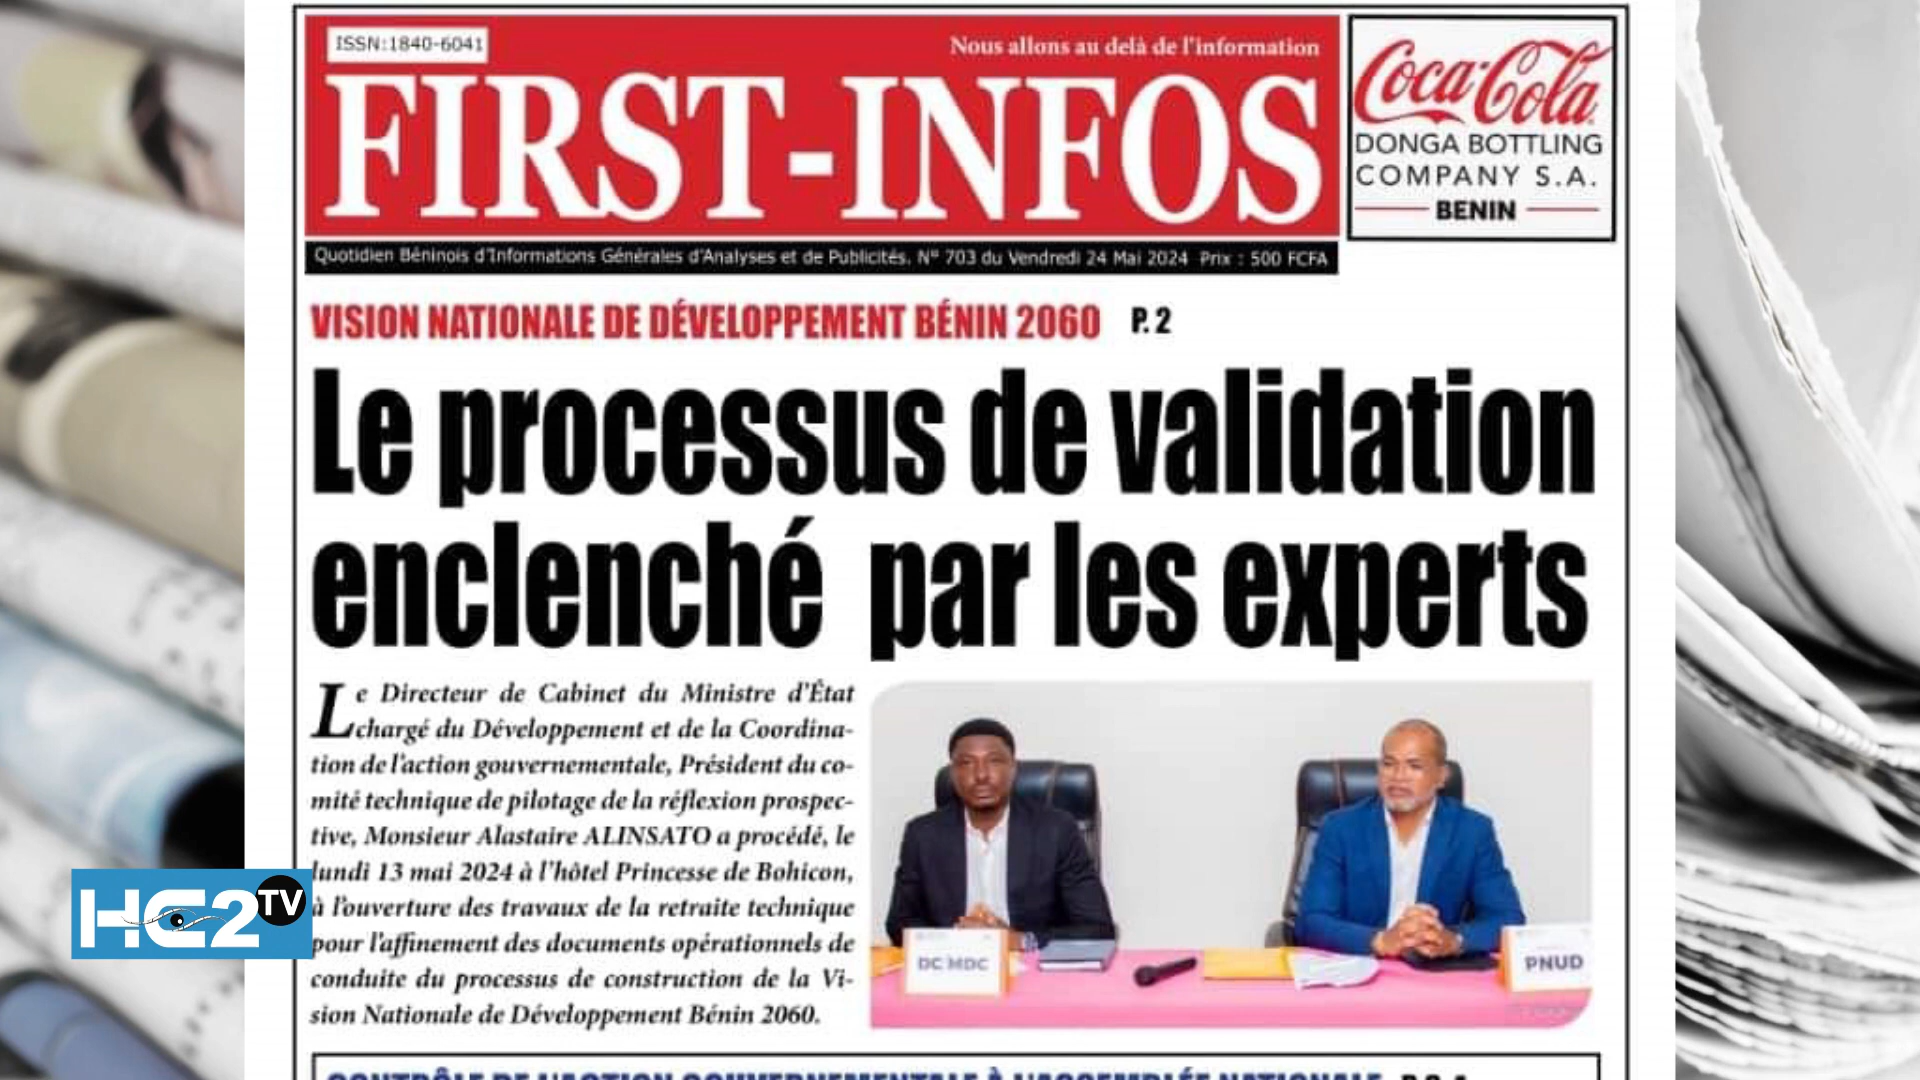 ISSN:1840-6041
Nous allons au delà de l'information
FIRST-INFOS
Coca-Cola
DONGA BOTTLING
COMPANY S.A.
BENIN
Quotidien Béninois d'Informations Générales d'Analyses et de Publicités. N° 703 du Vendredi 24 Mai 2024 Prix : 500 FCFA
VISION NATIONALE DE DÉVELOPPEMENT BÉNIN 2060 P. 2
Le processus de validation
enclenché par les experts
Le Directeur de Cabinet du Ministre d'État
chargé du Développement et de la Coordina-
tion de l'action gouvernementale, Président du co-
mité technique de pilotage de la réflexion prospec-
tive, Monsieur Alastaire ALINSATO a procédé, le
lundi 13 mai 2024 à l'hôtel Princesse de Bohicon,
à l'ouverture des travaux de la retraite technique
pour l'affinement des documents opérationnels de
conduite du processus de construction de la Vi-
sion Nationale de Développement Bénin 2060.
DC MDC
PNUD
HC2 TV
CONTRÔLE DE L'ACTION GOUVERNEMENTALE À L'ASSEMBLÉE NATIONALE